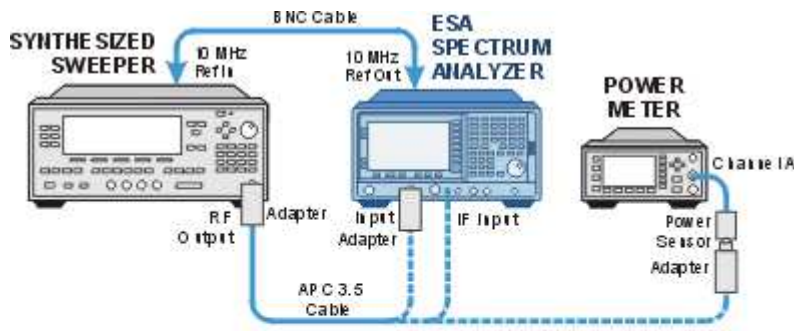 BNC Cable
SYNTHESIZED
SWEEPER
10 MHz
Ref In
10 MHz
Ref Out
ESA
SPECTRUM
ANALYZER
POWER
METER
Channel A
RF
Output
Adapter
Input
Adapter
IF Input
Power
Sensor
Adapter
APC 3.5
Cable